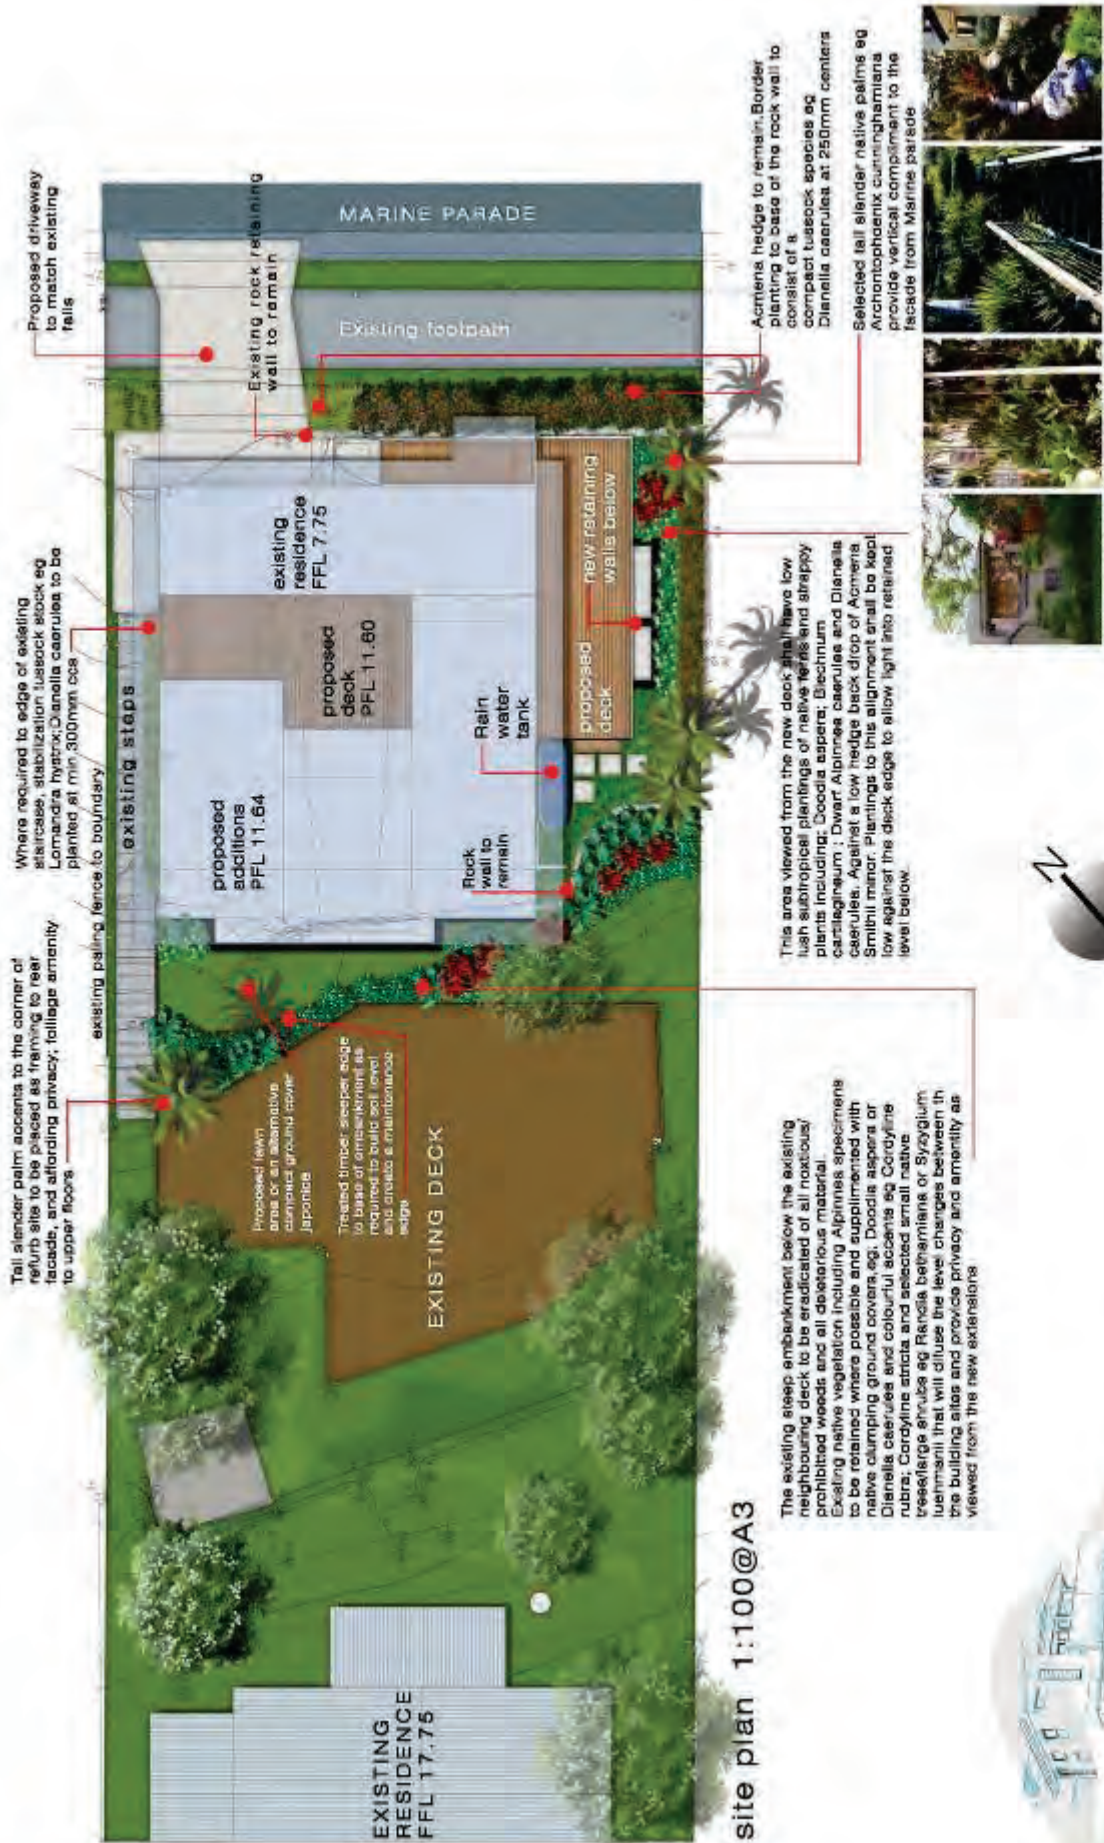 Tall slender palm accents to the corner of
refurb site to be placed as framing to rear
facade, and affording privacy; foliage amenity
to upper floors
existing paling fence to boundary
Where required to edge of existing
staircase, stabilization tussock stock eg
Lomandra hystrix;Dianella caerulea to be
planted at min 300mm ccs
Proposed driveway
to match existing
falls
existing steps
MARINE PARADE
Existing footpath
Existing rock retaining
wall to remain
existing
residence
FFL 7.75
proposed
deck
PFL 11.60
proposed
additions
PFL 11.64
Rain
water
tank
Rock
wall to
remain
proposed
deck
new retaining
walls below
Proposed lawn
area or an alternative
compact ground cover
japonica
Treated timber sleeper edge
to base of embankment as
required to build soil level
and create a maintenance
edge
EXISTING DECK
EXISTING
RESIDENCE
FFL 17.75
site plan 1:100@A3
Acmena hedge to remain.Border
planting to base of the rock wall to
consist of a
compact tussock species eg
Dianella caerulea at 250mm centers
Selected tall slender native palms eg
Archontophoenix cunninghamiana
provide vertical compliment to the
facade from Marine parade
This area viewed from the new deck shall have low
lush subtropical plantings of native ferns and strappy
plants including; Doodia aspera; Blechnum
cartilagineum ; Dwarf Alpinnea caerulea and Dianella
caerulea. Against a low hedge back drop of Acmena
Smithii minor. Plantings to this alignment shall be kept
low against the deck edge to allow light into retained
level below.
The existing steep embankment below the existing
neighbouring deck to be eradicated of all noxtious/
prohibited weeds and all deleterious material.
Existing native vegetation including Alpinnea specimens
to be retained where possible and supplimented with
native clumping ground covers,eg; Doodia aspera or
Dianella caerulea and colourful accents eg Cordyline
rubra; Cordyline stricta and selected small native
trees/large shrubs eg Randia bethamiana or Syzygium
luehmanii that will difuse the level changes between th
the building sites and provide privacy and amentity as
viewed from the new extensions
N